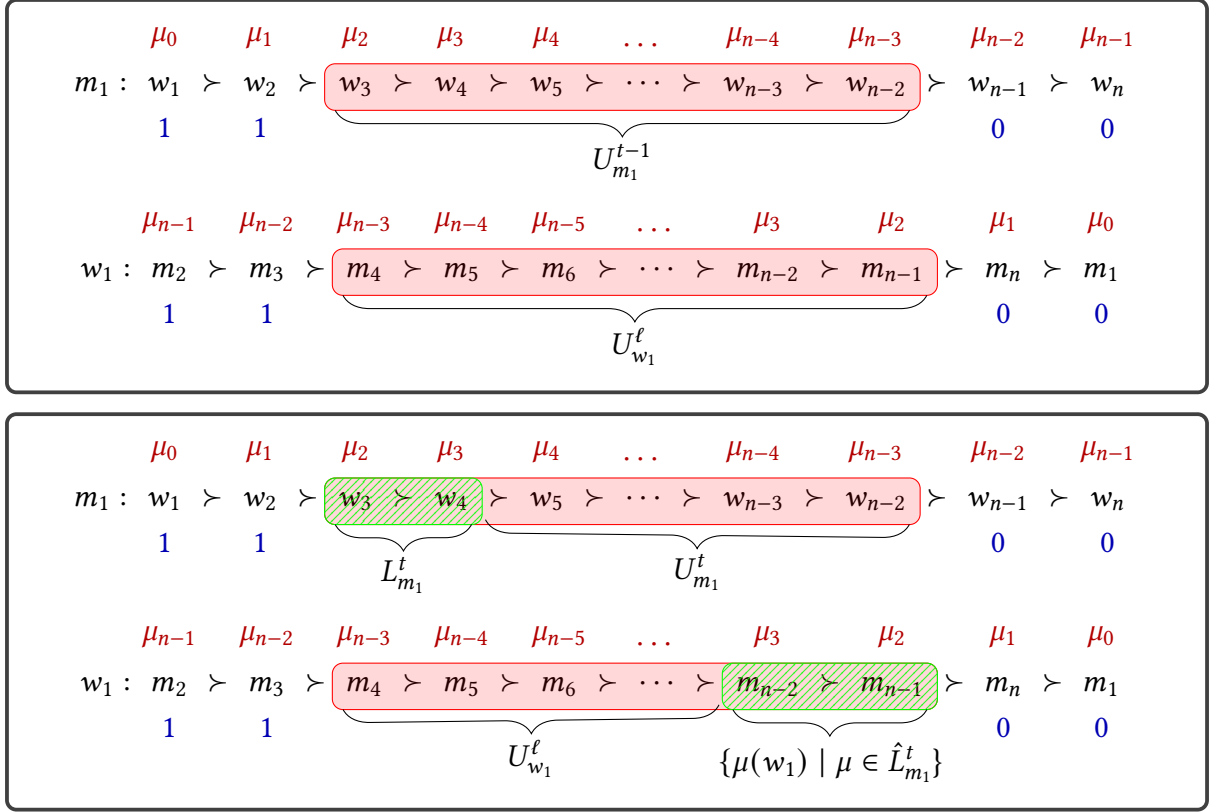 μ₀ μ₁ μ₂ μ₃ μ₄ … μₙ₋₄ μₙ₋₃ μₙ₋₂ μₙ₋₁
m₁ : w₁ ≻ w₂ ≻ w₃ ≻ w₄ ≻ w₅ ≻ ⋯ ≻ wₙ₋₃ ≻ wₙ₋₂ ≻ wₙ₋₁ ≻ wₙ
1 1 0 0
U_{m₁}^{t−1}
μₙ₋₁ μₙ₋₂ μₙ₋₃ μₙ₋₄ μₙ₋₅ … μ₃ μ₂ μ₁ μ₀
w₁ : m₂ ≻ m₃ ≻ m₄ ≻ m₅ ≻ m₆ ≻ ⋯ ≻ mₙ₋₂ ≻ mₙ₋₁ ≻ mₙ ≻ m₁
1 1 0 0
U_{w₁}^{ℓ}
μ₀ μ₁ μ₂ μ₃ μ₄ … μₙ₋₄ μₙ₋₃ μₙ₋₂ μₙ₋₁
m₁ : w₁ ≻ w₂ ≻ w₃ ≻ w₄ ≻ w₅ ≻ ⋯ ≻ wₙ₋₃ ≻ wₙ₋₂ ≻ wₙ₋₁ ≻ wₙ
1 1 0 0
L_{m₁}^{t} U_{m₁}^{t}
μₙ₋₁ μₙ₋₂ μₙ₋₃ μₙ₋₄ μₙ₋₅ … μ₃ μ₂ μ₁ μ₀
w₁ : m₂ ≻ m₃ ≻ m₄ ≻ m₅ ≻ m₆ ≻ ⋯ ≻ mₙ₋₂ ≻ mₙ₋₁ ≻ mₙ ≻ m₁
1 1 0 0
U_{w₁}^{ℓ} {μ(w₁) | μ ∈ L̂_{m₁}^{t}}